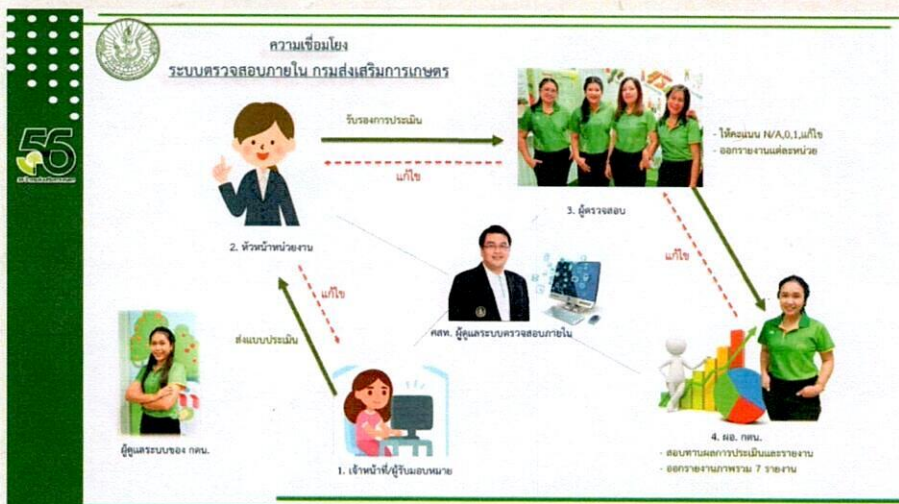 ความเชื่อมโยง
ระบบตรวจสอบภายใน กรมส่งเสริมการเกษตร
56
รับรองการประเมิน
แก้ไข
- ให้คะแนน N/A,0,1,แก้ไข
- ออกรายงานแต่ละหน่วย
3. ผู้ตรวจสอบ
2. หัวหน้าหน่วยงาน
แก้ไข
แก้ไข
ส่งแบบประเมิน
ศสท. ผู้ดูแลระบบตรวจสอบภายใน
ผู้ดูแลระบบของ กตน.
1. เจ้าหน้าที่/ผู้รับมอบหมาย
4. ผอ. กตน.
- สอบทานผลการประเมินและรายงาน
- ออกรายงานภาพรวม 7 รายงาน